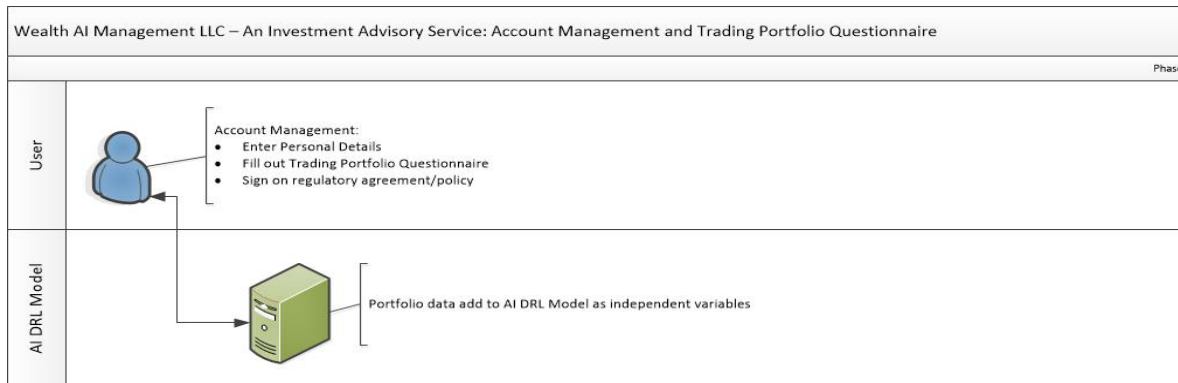 Wealth AI Management LLC – An Investment Advisory Service: Account Management and Trading Portfolio Questionnaire
Phase
User
Account Management:
• Enter Personal Details
• Fill out Trading Portfolio Questionnaire
• Sign on regulatory agreement/policy
AI DRL Model
Portfolio data add to AI DRL Model as independent variables